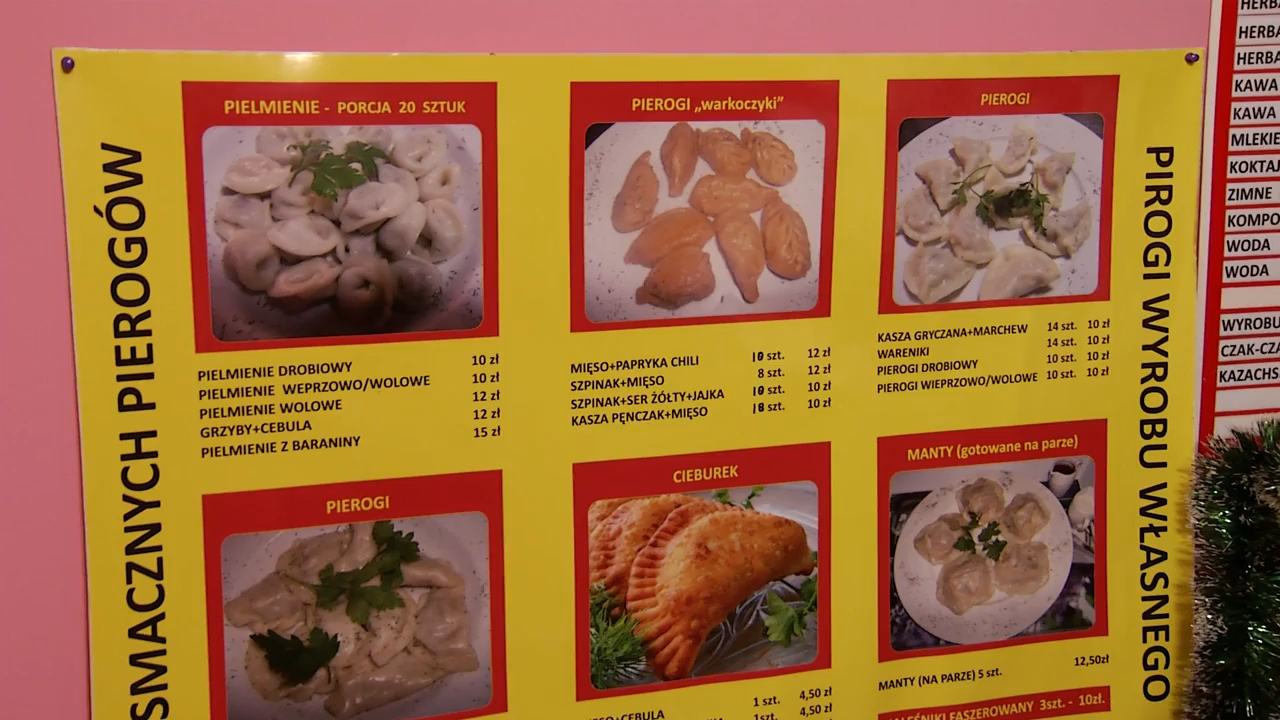 SMACZNYCH PIEROGÓW
PIELMIENIE - PORCJA 20 SZTUK
PIELMIENIE DROBIOWY 10 zł
PIELMIENIE WEPRZOWO/WOLOWE 10 zł
PIELMIENIE WOLOWE 12 zł
GRZYBY+CEBULA 12 zł
PIELMIENIE Z BARANINY 15 zł
PIEROGI „warkoczyki”
MIĘSO+PAPRYKA CHILI 10 szt. 12 zł
SZPINAK+MIĘSO 8 szt. 12 zł
SZPINAK+SER ŻÓŁTY+JAJKA 10 szt. 10 zł
KASZA PĘNCZAK+MIĘSO szt. 10 zł
PIEROGI
KASZA GRYCZANA+MARCHEW 14 szt. 10 zł
WARENIKI 14 szt. 10 zł
PIEROGI DROBIOWY 10 szt. 10 zł
PIEROGI WIEPRZOWO/WOLOWE 10 szt. 10 zł
PIEROGI
CIEBUREK
+CEBULA 1 szt. 4,50 zł
1szt. 4,50 zł
MANTY (gotowane na parze)
MANTY (NA PARZE) 5 szt. 12,50zł
FASZEROWANY 3szt. - 10zł.
PIROGI WYROBU WŁASNEGO
HERBA
HERBA
HERBA
KAWA
KAWA
MLEKIE
KOKTAJ
ZIMNE
KOMPO
WODA
WODA
WYROBU
CZAK-CZA
KAZACHS